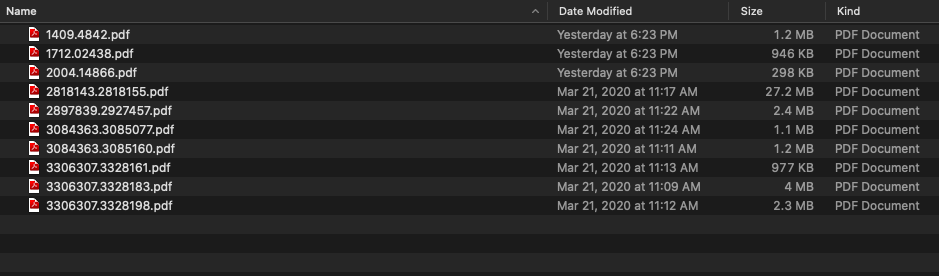 Name Date Modified Size Kind
1409.4842.pdf Yesterday at 6:23 PM 1.2 MB PDF Document
1712.02438.pdf Yesterday at 6:23 PM 946 KB PDF Document
2004.14866.pdf Yesterday at 6:23 PM 298 KB PDF Document
2818143.2818155.pdf Mar 21, 2020 at 11:17 AM 27.2 MB PDF Document
2897839.2927457.pdf Mar 21, 2020 at 11:22 AM 2.4 MB PDF Document
3084363.3085077.pdf Mar 21, 2020 at 11:24 AM 1.1 MB PDF Document
3084363.3085160.pdf Mar 21, 2020 at 11:11 AM 1.2 MB PDF Document
3306307.3328161.pdf Mar 21, 2020 at 11:13 AM 977 KB PDF Document
3306307.3328183.pdf Mar 21, 2020 at 11:09 AM 4 MB PDF Document
3306307.3328198.pdf Mar 21, 2020 at 11:12 AM 2.3 MB PDF Document